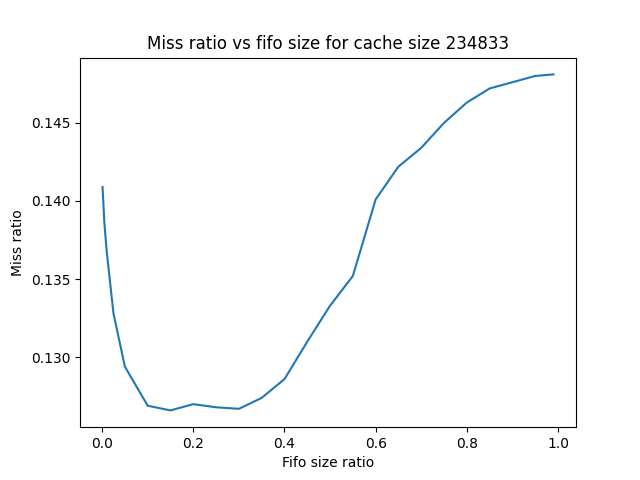 Miss ratio vs fifo size for cache size 234833
0.145
0.140
0.135
0.130
Miss ratio
0.0 0.2 0.4 0.6 0.8 1.0
Fifo size ratio